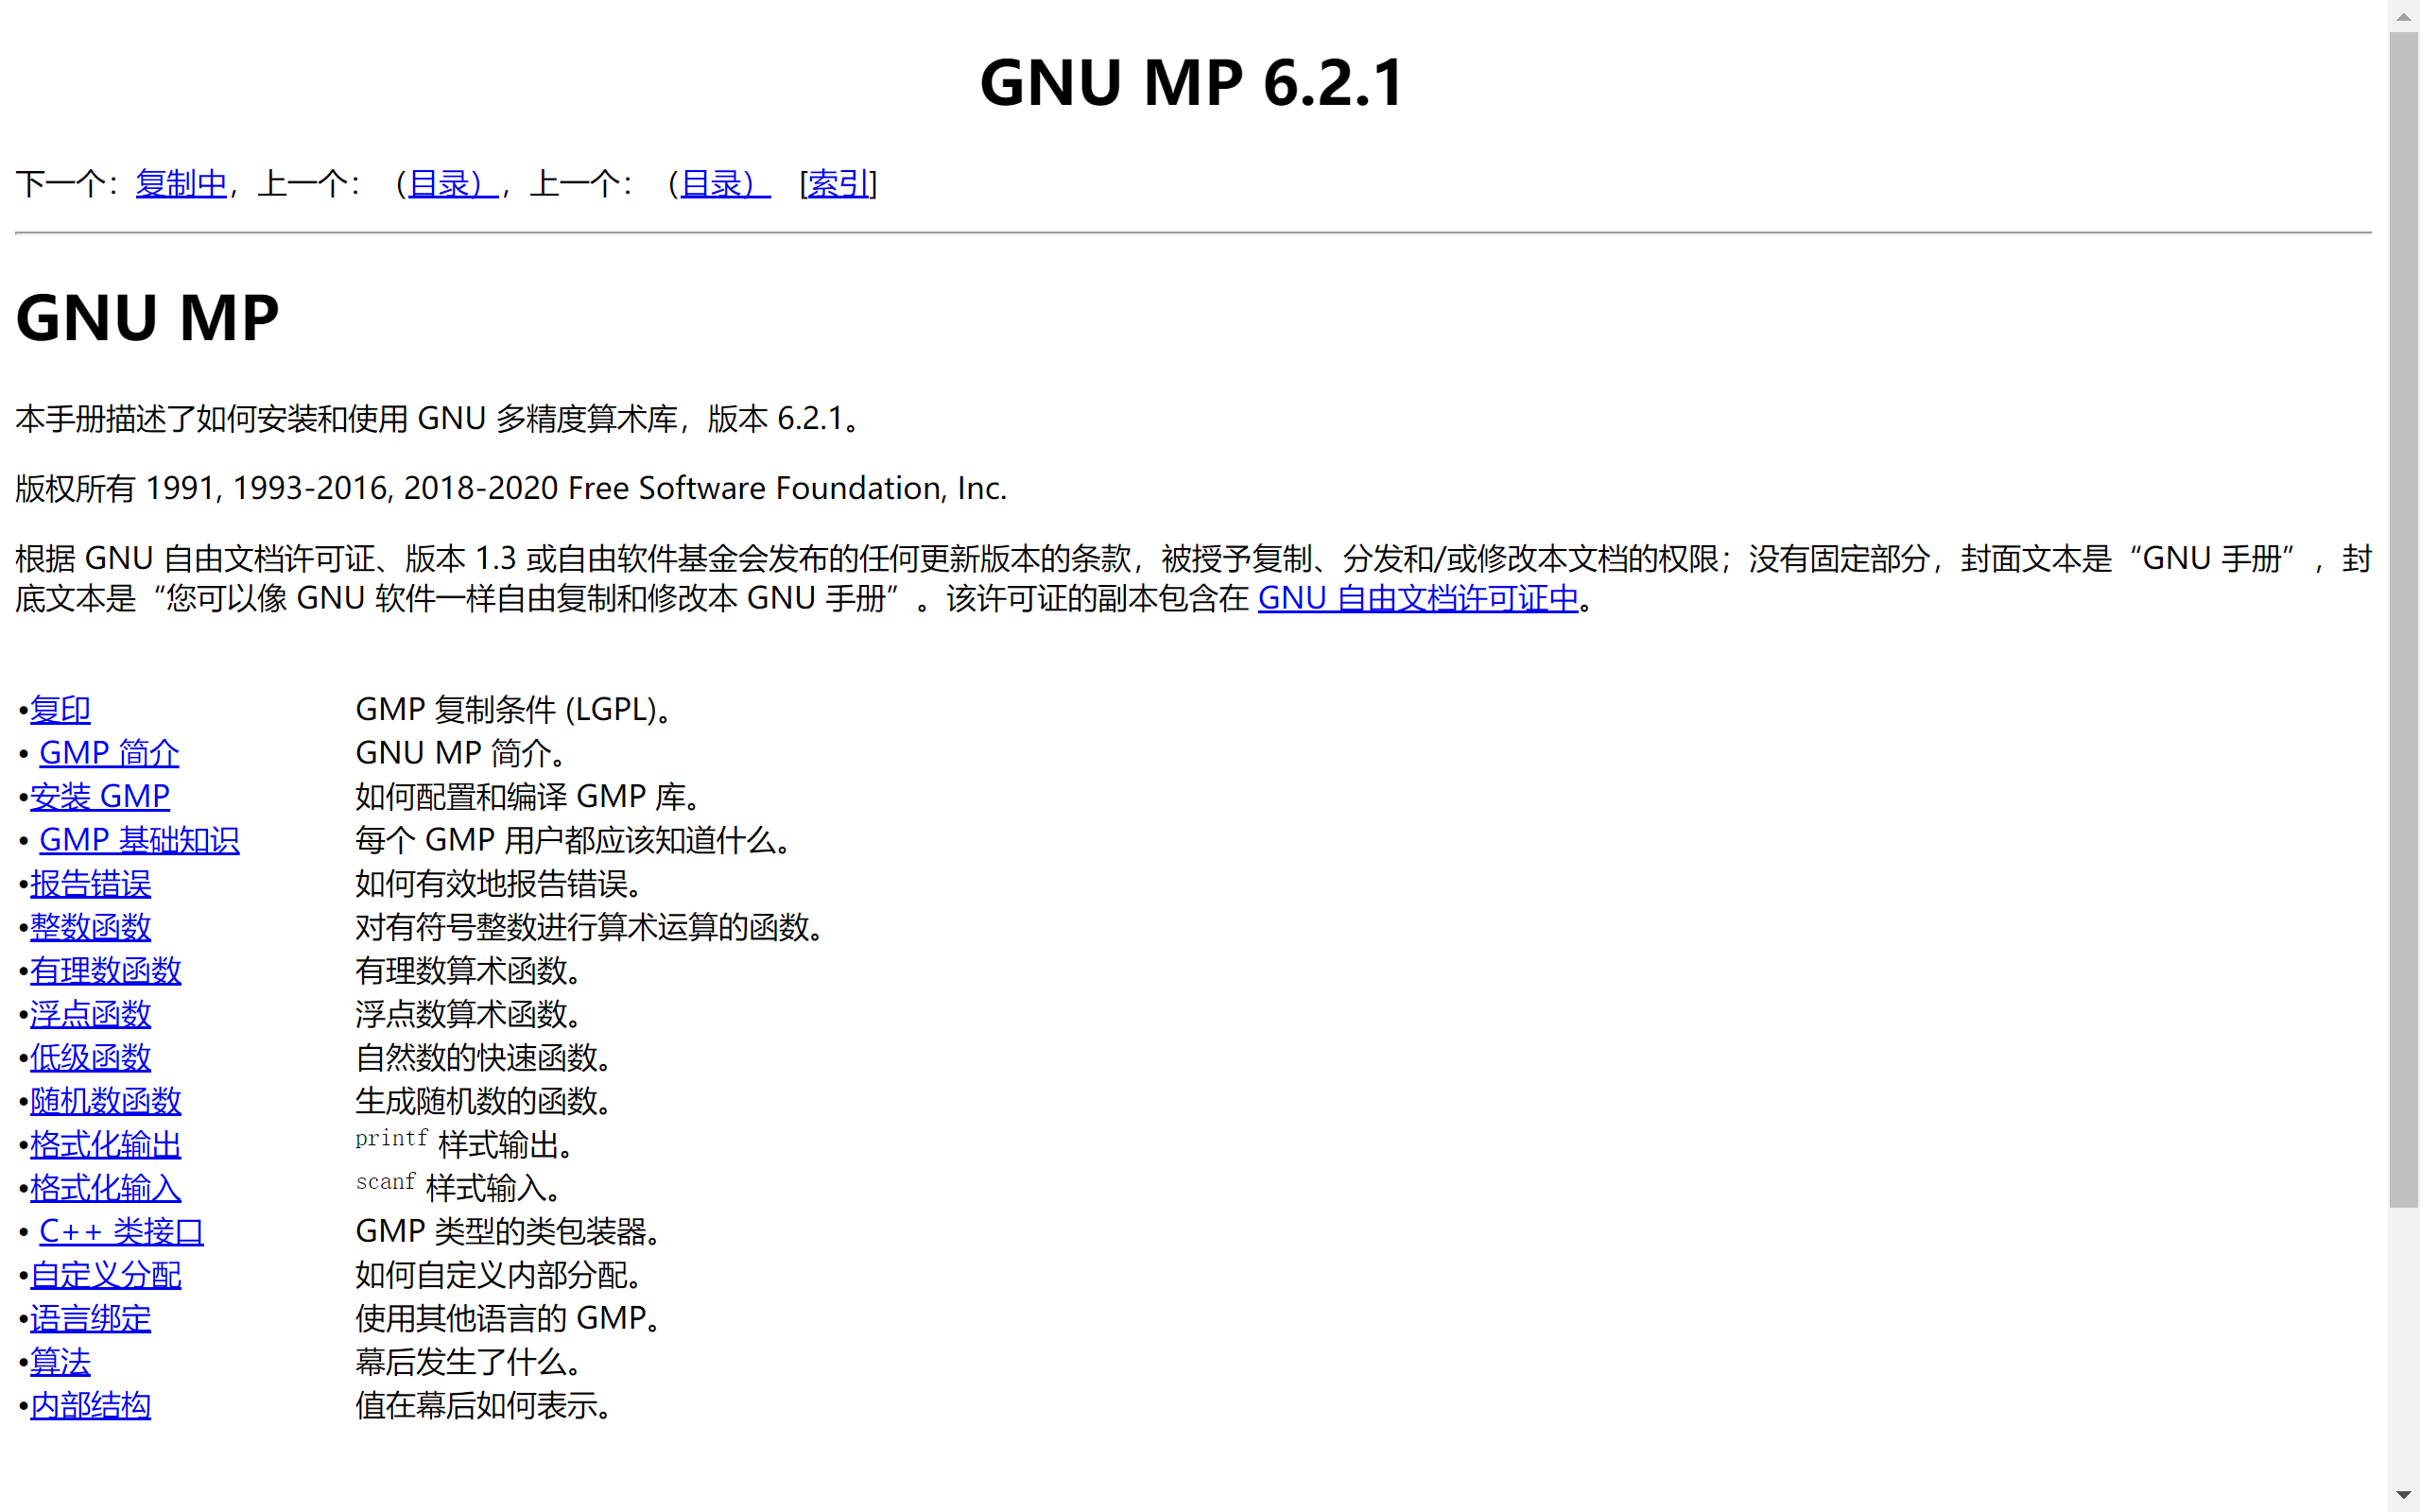 GNU MP 6.2.1
下一个：复制中，上一个：（目录），上一个：（目录） [索引]
GNU MP
本手册描述了如何安装和使用 GNU 多精度算术库，版本 6.2.1。
版权所有 1991, 1993-2016, 2018-2020 Free Software Foundation, Inc.
根据 GNU 自由文档许可证、版本 1.3 或自由软件基金会发布的任何更新版本的条款，被授予复制、分发和/或修改本文档的权限；没有固定部分，封面文本是“GNU 手册”，封
底文本是“您可以像 GNU 软件一样自由复制和修改本 GNU 手册”。该许可证的副本包含在 GNU 自由文档许可证中。
•复印 GMP 复制条件 (LGPL)。
• GMP 简介 GNU MP 简介。
•安装 GMP 如何配置和编译 GMP 库。
• GMP 基础知识 每个 GMP 用户都应该知道什么。
•报告错误 如何有效地报告错误。
•整数函数 对有符号整数进行算术运算的函数。
•有理数函数 有理数算术函数。
•浮点函数 浮点数算术函数。
•低级函数 自然数的快速函数。
•随机数函数 生成随机数的函数。
•格式化输出 printf 样式输出。
•格式化输入 scanf 样式输入。
• C++ 类接口 GMP 类型的类包装器。
•自定义分配 如何自定义内部分配。
•语言绑定 使用其他语言的 GMP。
•算法 幕后发生了什么。
•内部结构 值在幕后如何表示。